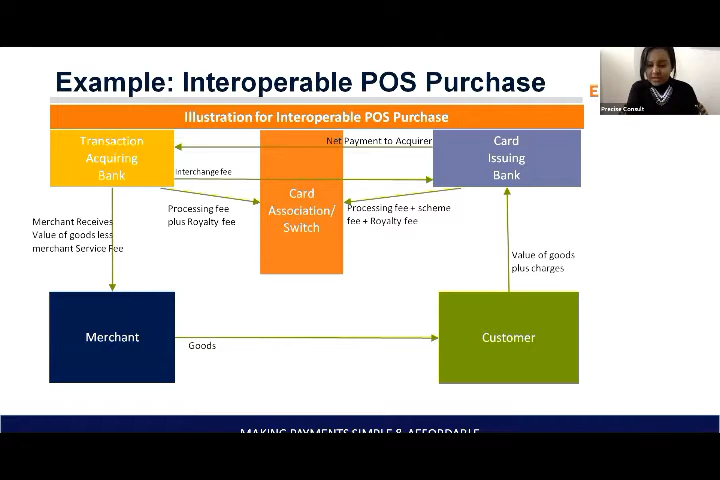 Example: Interoperable POS Purchase
E
Precise Consult
Illustration for Interoperable POS Purchase
Transaction
Acquiring
Bank
Net Payment to Acquirer
Card
Issuing
Bank
Interchange fee
Card
Association/
Switch
Processing fee
plus Royalty fee
Processing fee + scheme
fee + Royalty fee
Merchant Receives
Value of goods less
merchant Service Fee
Value of goods
plus charges
Merchant
Goods
Customer
MAKING PAYMENTS SIMPLE & AFFORDABLE